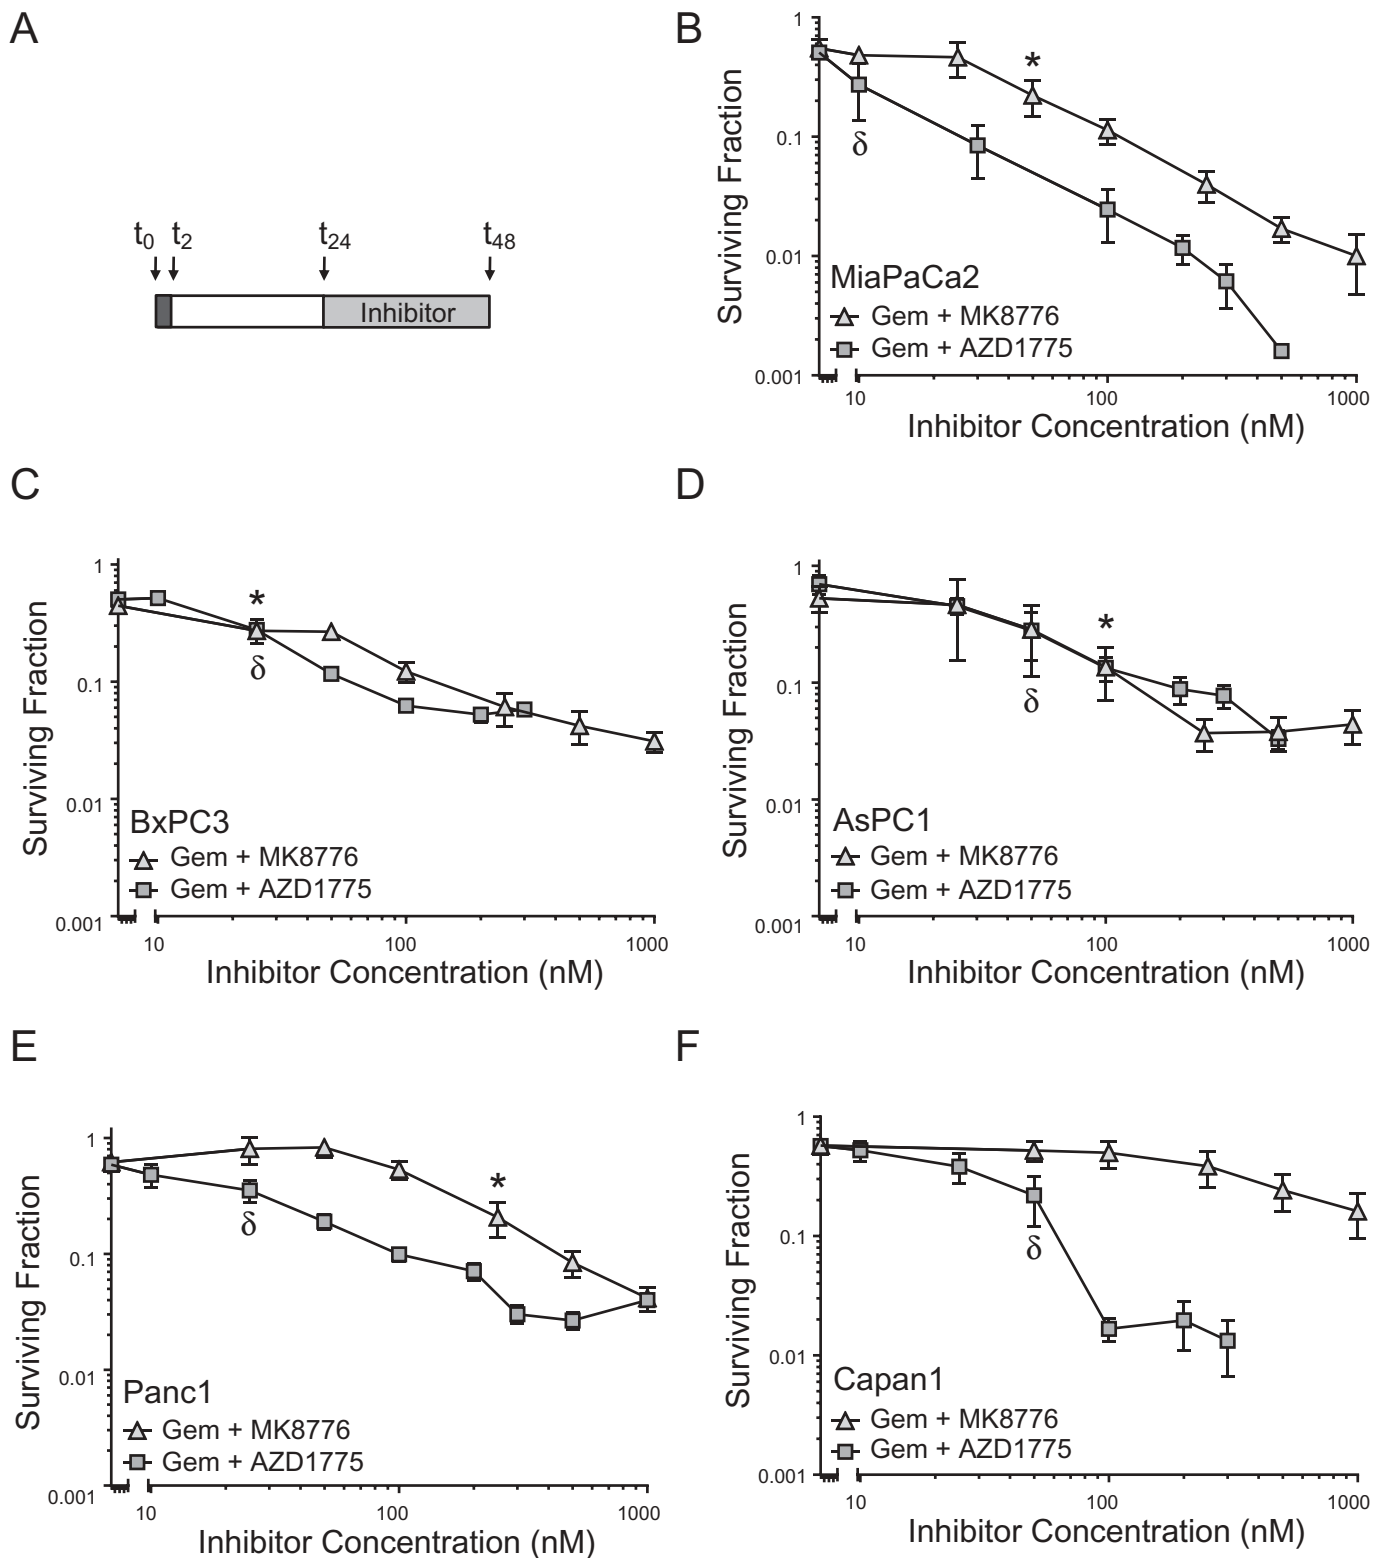 A
t0 t2 t24 t48
Inhibitor
B
Surviving Fraction
1
0.1
0.01
0.001
*
δ
MiaPaCa2
Gem + MK8776
Gem + AZD1775
10 100 1000
Inhibitor Concentration (nM)
C
Surviving Fraction
1
0.1
0.01
0.001
*
δ
BxPC3
Gem + MK8776
Gem + AZD1775
10 100 1000
Inhibitor Concentration (nM)
D
Surviving Fraction
1
0.1
0.01
0.001
*
δ
AsPC1
Gem + MK8776
Gem + AZD1775
10 100 1000
Inhibitor Concentration (nM)
E
Surviving Fraction
1
0.1
0.01
0.001
*
δ
Panc1
Gem + MK8776
Gem + AZD1775
10 100 1000
Inhibitor Concentration (nM)
F
Surviving Fraction
1
0.1
0.01
0.001
δ
Capan1
Gem + MK8776
Gem + AZD1775
10 100 1000
Inhibitor Concentration (nM)